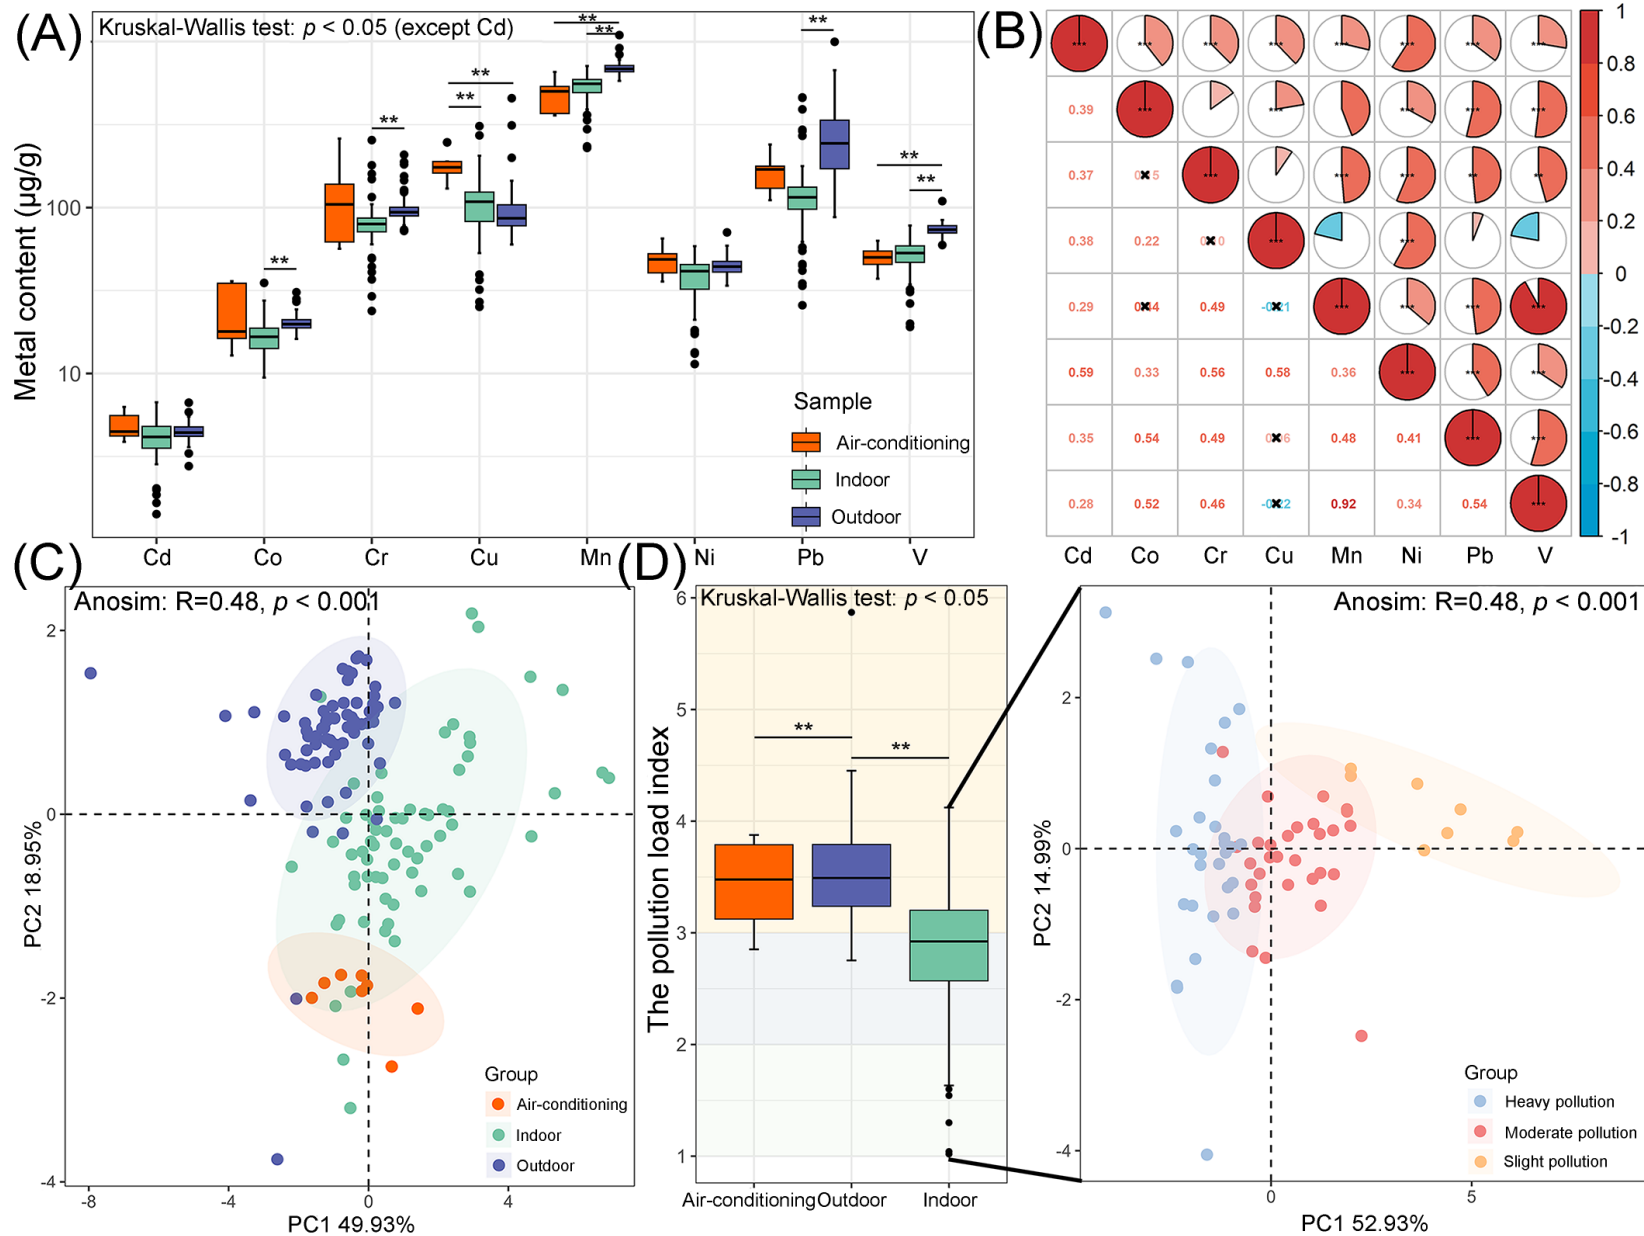 (A)
Kruskal-Wallis test: p < 0.05 (except Cd)
Metal content (µg/g)
100
10
** ** ** ** ** ** ** ** ** **
Sample
Air-conditioning
Indoor
Outdoor
Cd Co Cr Cu Mn Ni Pb V
(B)
0.39
0.37
0.38 0.22
0.29 0.49
0.59 0.33 0.56 0.58 0.36
0.35 0.54 0.49 0.48 0.41
0.28 0.52 0.46 0.92 0.34 0.54
Cd Co Cr Cu Mn Ni Pb V
1
0.8
0.6
0.4
0.2
0
-0.2
-0.4
-0.6
-0.8
-1
(C)
Anosim: R=0.48, p < 0.001
PC2 18.95%
2
0
-2
-4
-8 -4 0 4
PC1 49.93%
Group
Air-conditioning
Indoor
Outdoor
(D)
Kruskal-Wallis test: p < 0.05
The pollution load index
6
5
4
3
2
1
** **
Air-conditioning Outdoor Indoor
Anosim: R=0.48, p < 0.001
PC2 14.99%
2
0
-2
-4
0 5
PC1 52.93%
Group
Heavy pollution
Moderate pollution
Slight pollution